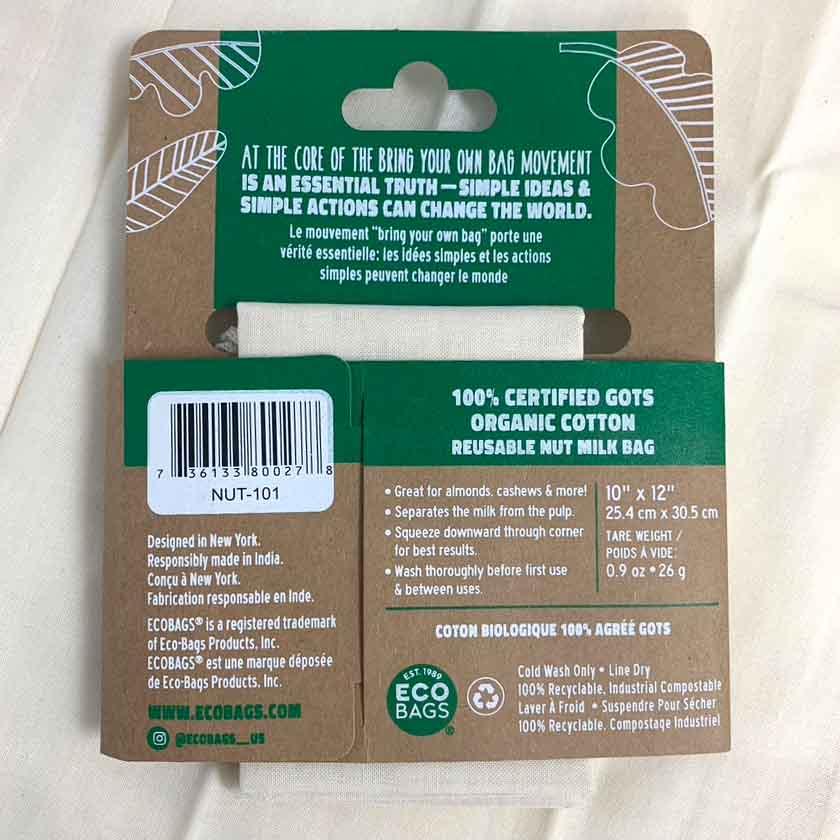 AT THE CORE OF THE BRING YOUR OWN BAG MOVEMENT
IS AN ESSENTIAL TRUTH — SIMPLE IDEAS &
SIMPLE ACTIONS CAN CHANGE THE WORLD.
Le mouvement "bring your own bag" porte une
vérité essentielle: les idées simples et les actions
simples peuvent changer le monde
7 36133 80027 8
NUT-101
Designed in New York.
Responsibly made in India.
Conçu à New York.
Fabrication responsable en Inde.
ECOBAGS® is a registered trademark
of Eco-Bags Products, Inc.
ECOBAGS® est une marque déposée
de Eco-Bags Products, Inc.
WWW.ECOBAGS.COM
@ECOBAGS_US
100% CERTIFIED GOTS
ORGANIC COTTON
REUSABLE NUT MILK BAG
• Great for almonds, cashews & more!
• Separates the milk from the pulp.
• Squeeze downward through corner
for best results.
• Wash thoroughly before first use
& between uses.
10" x 12"
25.4 cm x 30.5 cm
TARE WEIGHT /
POIDS À VIDE:
0.9 oz • 26 g
COTON BIOLOGIQUE 100% AGRÉÉ GOTS
EST. 1989
ECO
BAGS®
Cold Wash Only • Line Dry
100% Recyclable, Industrial Compostable
Laver À Froid • Suspendre Pour Sécher
100% Recyclable, Compostage Industriel